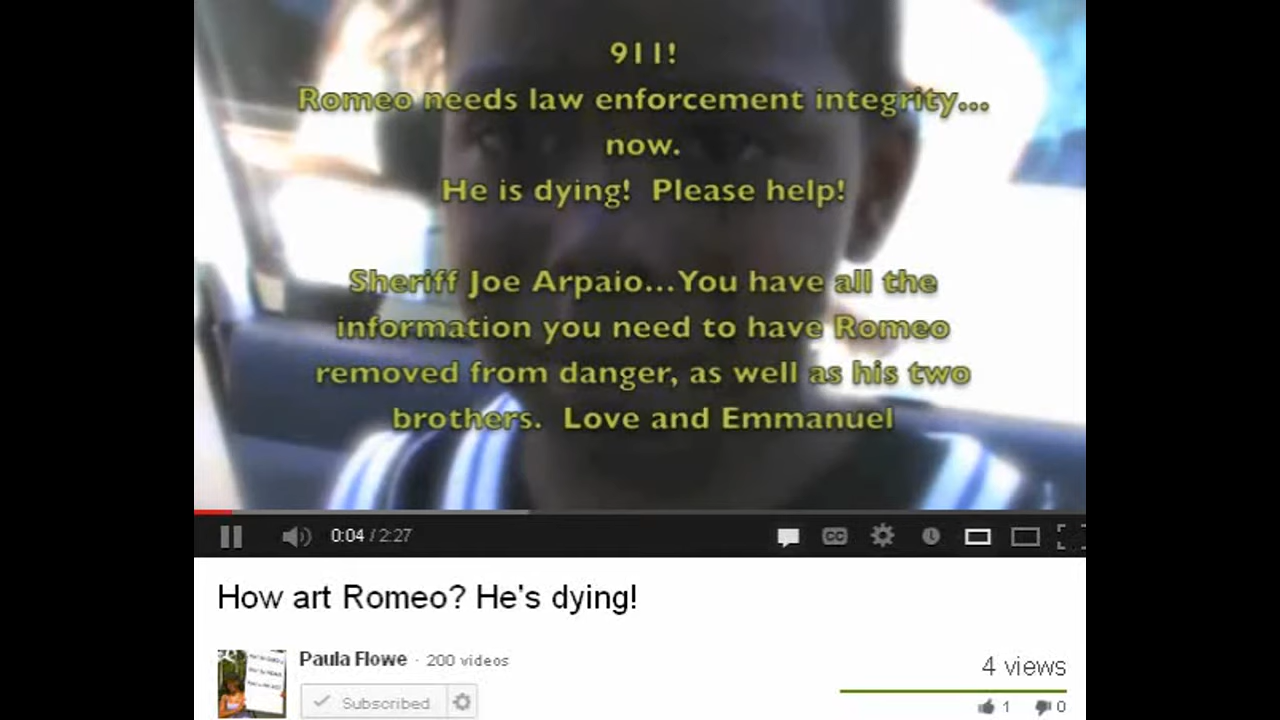 911!
Romeo needs law enforcement integrity...
now.
He is dying!  Please help!
Sheriff Joe Arpaio...You have all the
information you need to have Romeo
removed from danger, as well as his two
brothers.  Love and Emmanuel
0:04 / 2:27
CC
How art Romeo? He's dying!
Paula Flowe · 200 videos
4 views
Subscribed
1 0